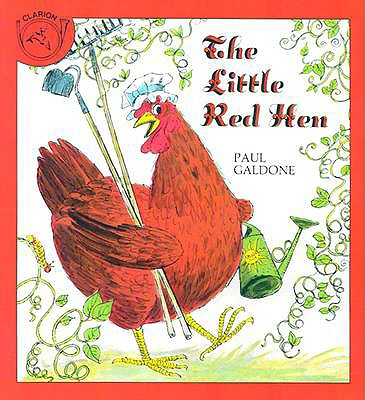 CLARION
The
Little
Red Hen
PAUL
GALDONE